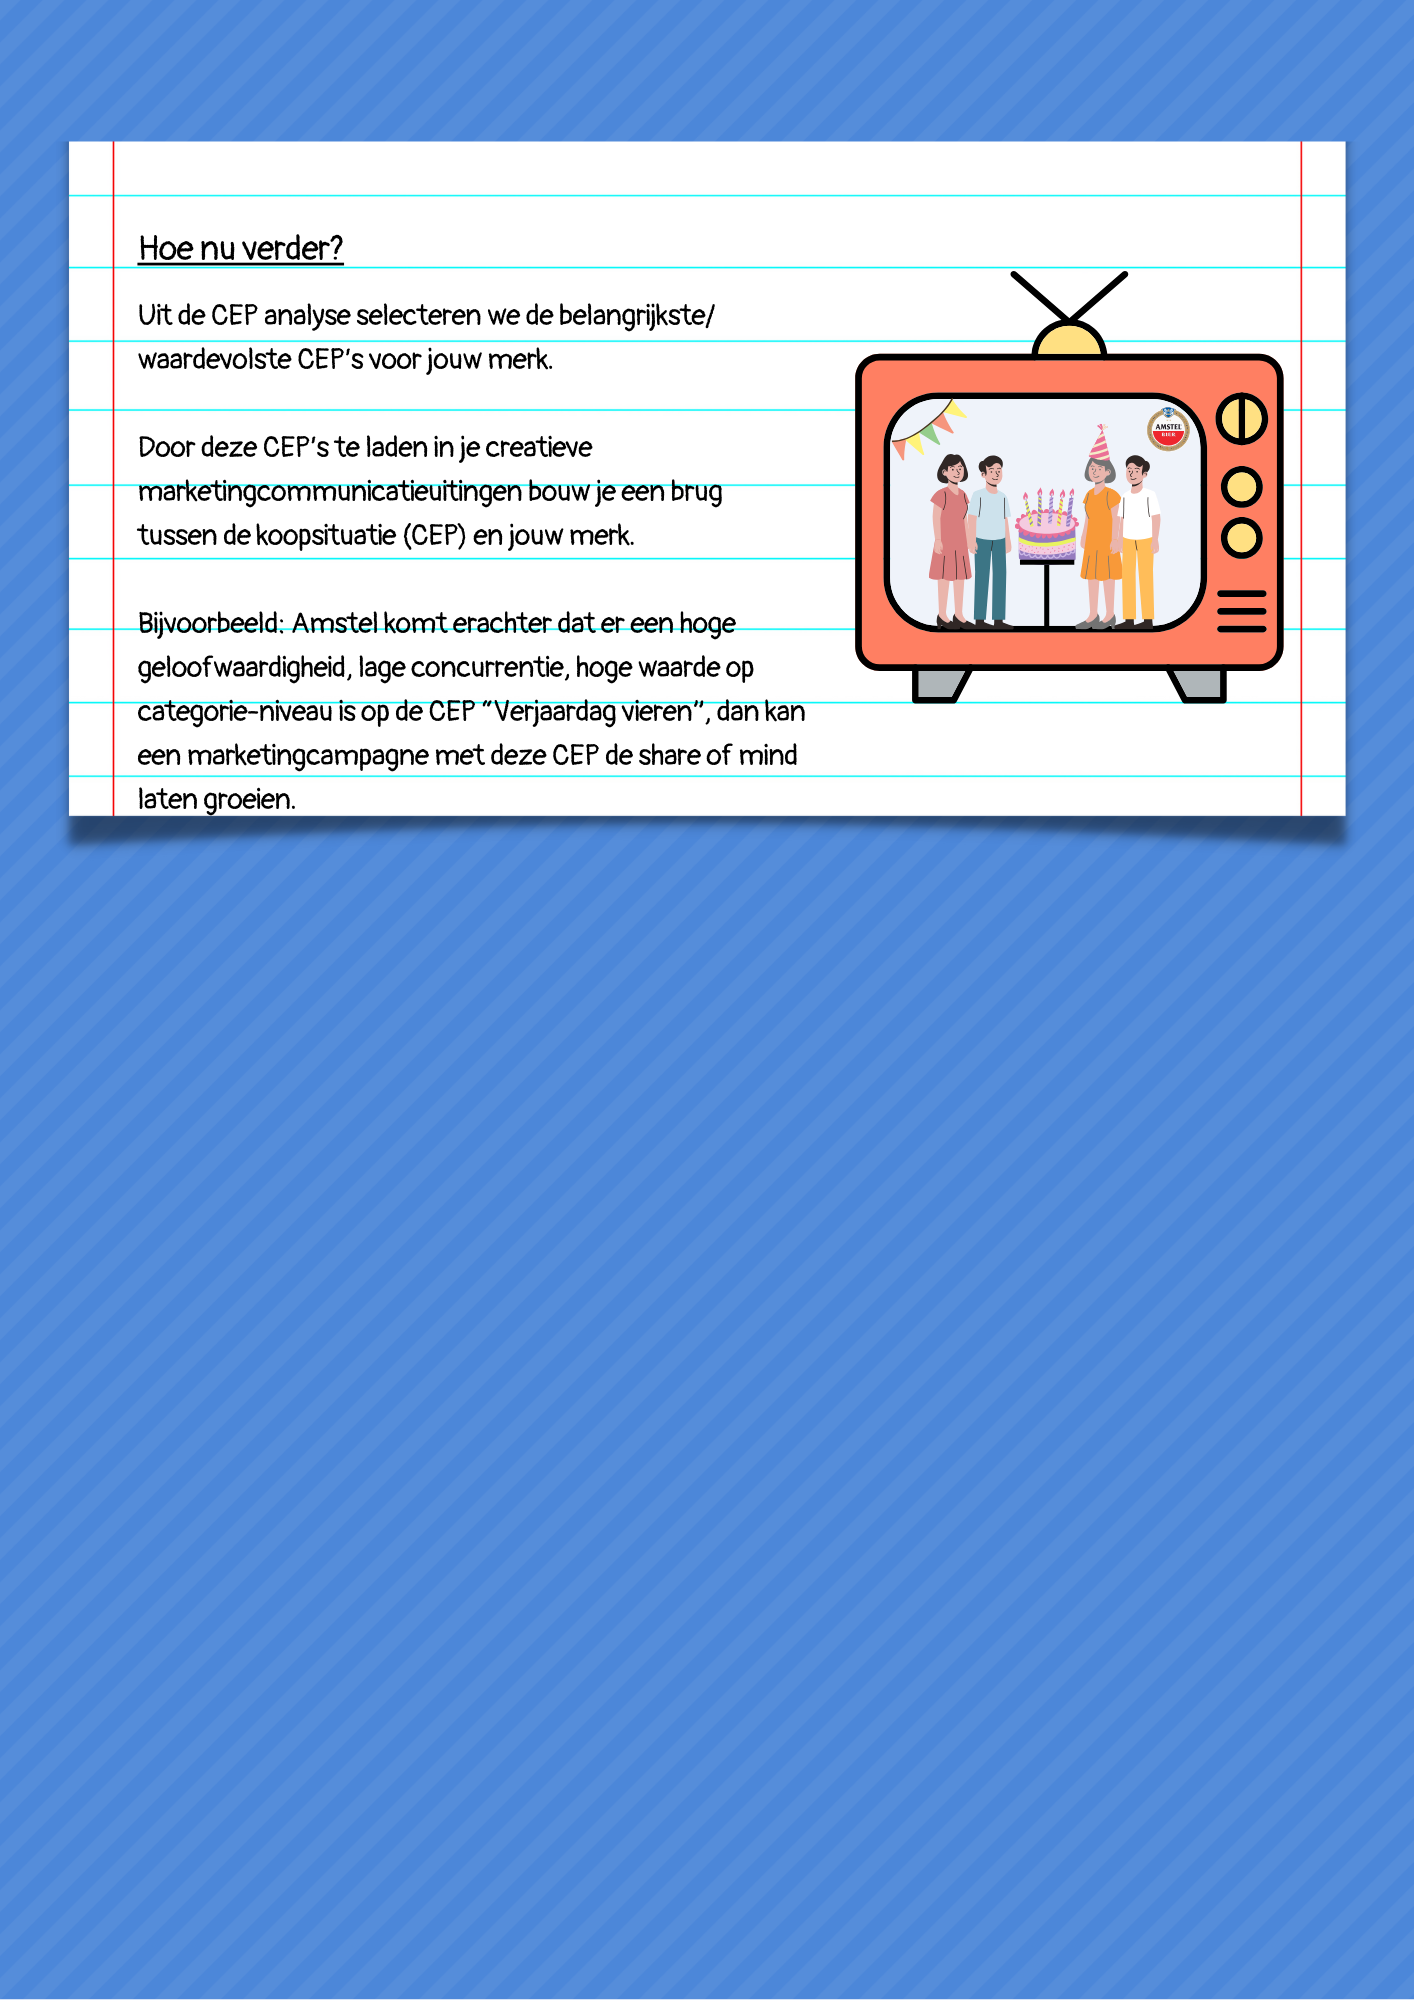 Hoe nu verder?
Uit de CEP analyse selecteren we de belangrijkste/
waardevolste CEP's voor jouw merk.
Door deze CEP's te laden in je creatieve
marketingcommunicatieuitingen bouw je een brug
tussen de koopsituatie (CEP) en jouw merk.
Bijvoorbeeld: Amstel komt erachter dat er een hoge
geloofwaardigheid, lage concurrentie, hoge waarde op
categorie-niveau is op de CEP “Verjaardag vieren”, dan kan
een marketingcampagne met deze CEP de share of mind
laten groeien.
AMSTEL
BIER